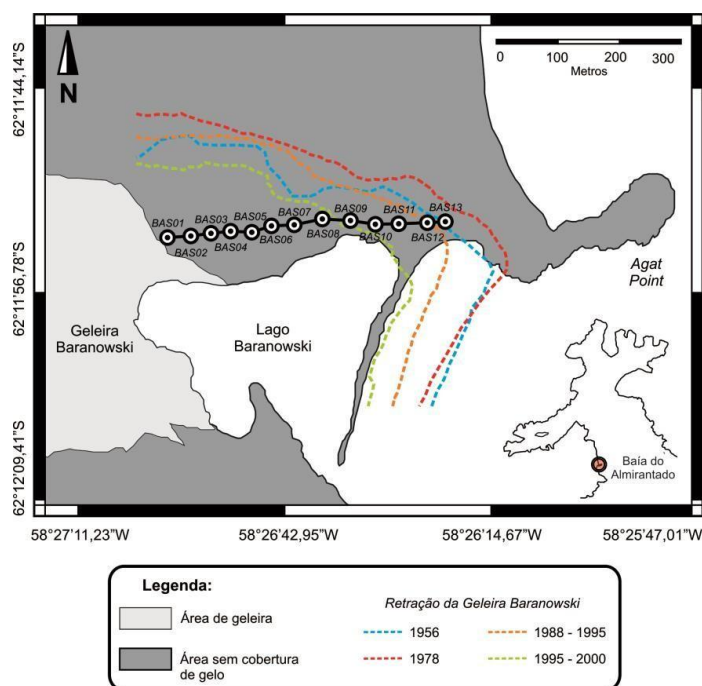 62°11'44,14"S
N
0 100 200 300
Metros
BAS01
BAS03
BAS05
BAS07
BAS09
BAS11
BAS13
BAS02
BAS04
BAS06
BAS08
BAS10
BAS12
62°11'56,78"S
Agat
Point
Geleira
Baranowski
Lago
Baranowski
62°12'09,41"S
Baía do
Almirantado
58°27'11,23"W
58°26'42,95"W
58°26'14,67"W
58°25'47,01"W
Legenda:
Área de geleira
Área sem cobertura
de gelo
Retração da Geleira Baranowski
1956
1988 - 1995
1978
1995 - 2000